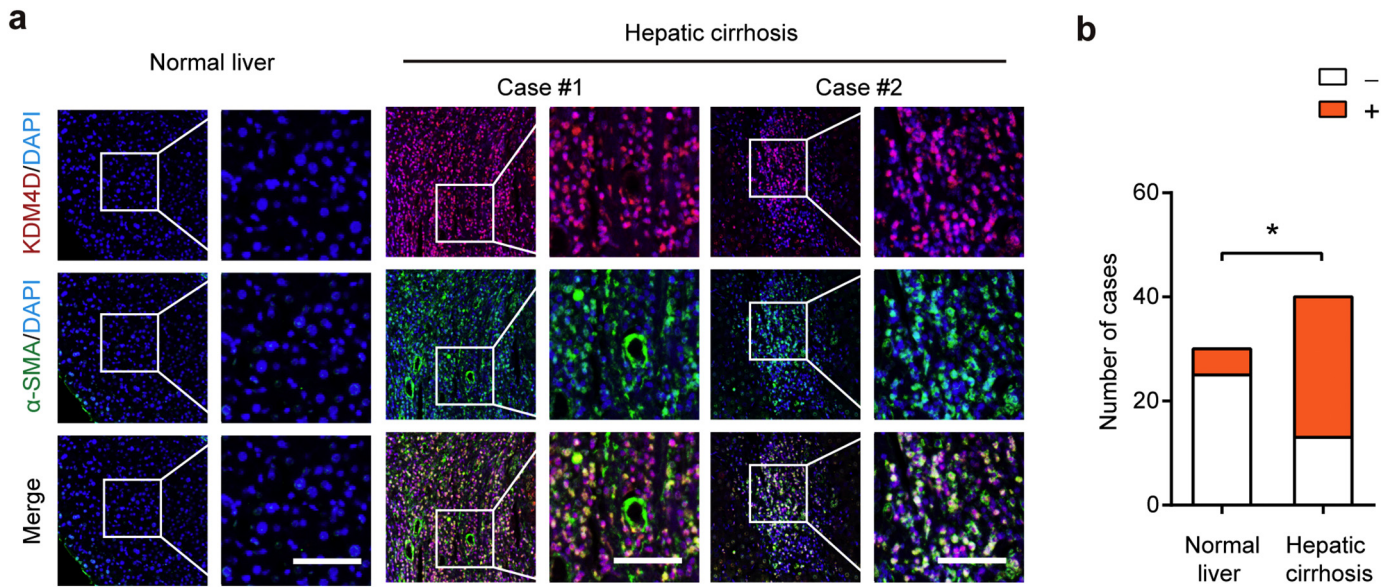 a
Hepatic cirrhosis
Normal liver
Case #1
Case #2
KDM4D/DAPI
α-SMA/DAPI
Merge
b
–
+
*
Number of cases
60
40
20
0
Normal
liver
Hepatic
cirrhosis